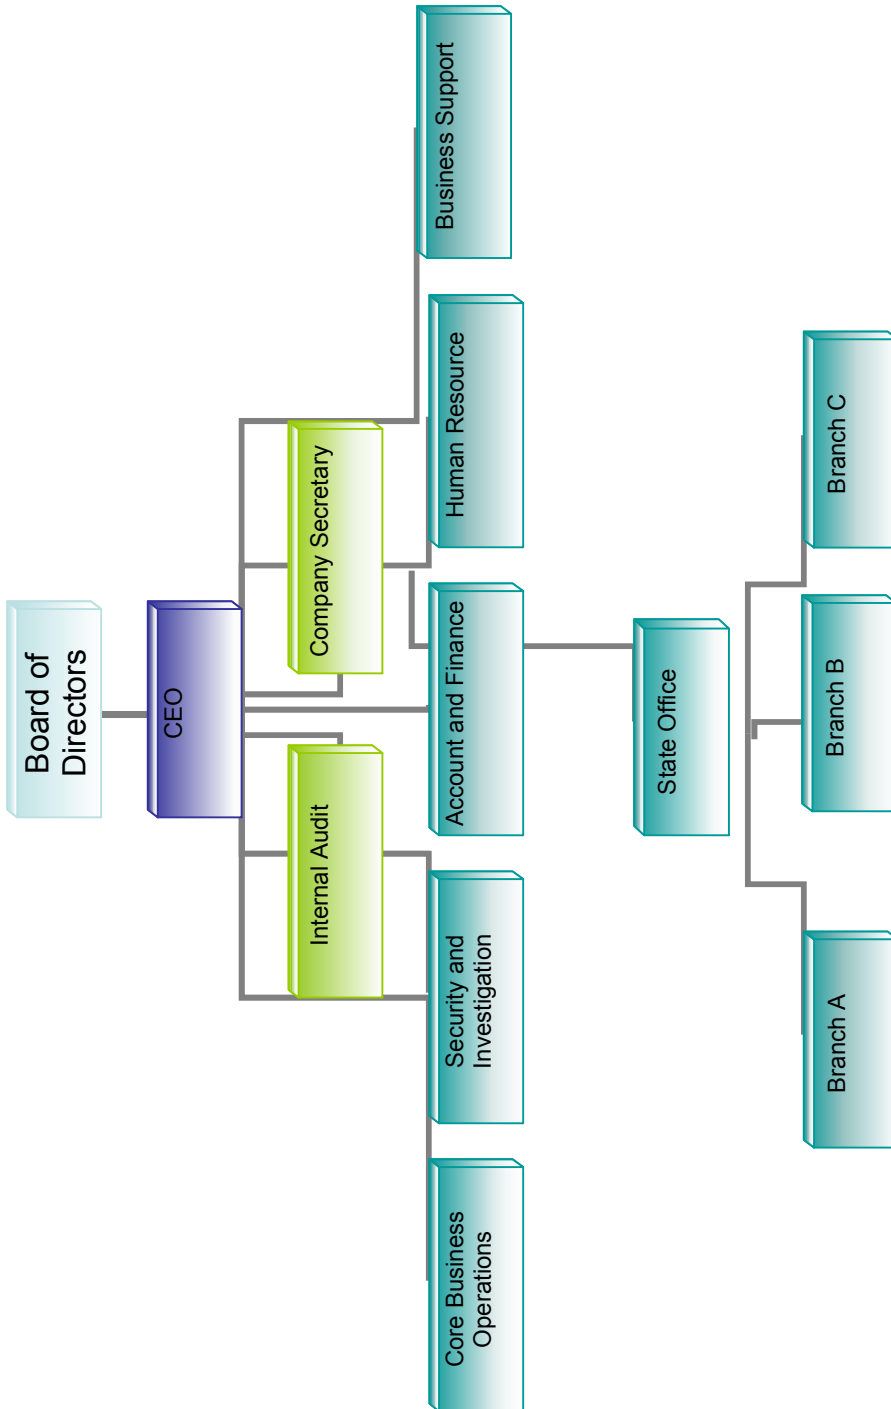 Board of
Directors
CEO
Internal Audit
Company Secretary
Core Business
Operations
Security and
Investigation
Account and Finance
Human Resource
Business Support
State Office
Branch A
Branch B
Branch C